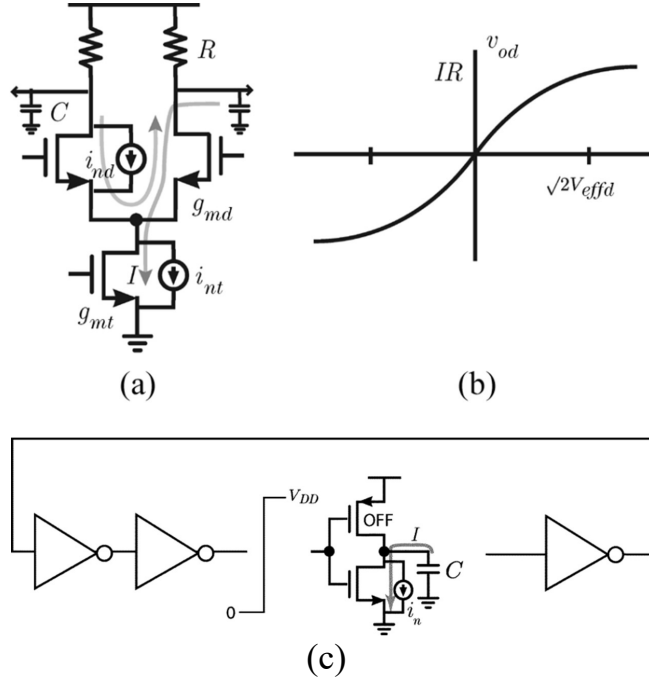 R
IR
v_od
C
i_nd
g_md
√2V_effd
I
i_nt
g_mt
(a)
(b)
V_DD
OFF
I
C
0
i_n
(c)